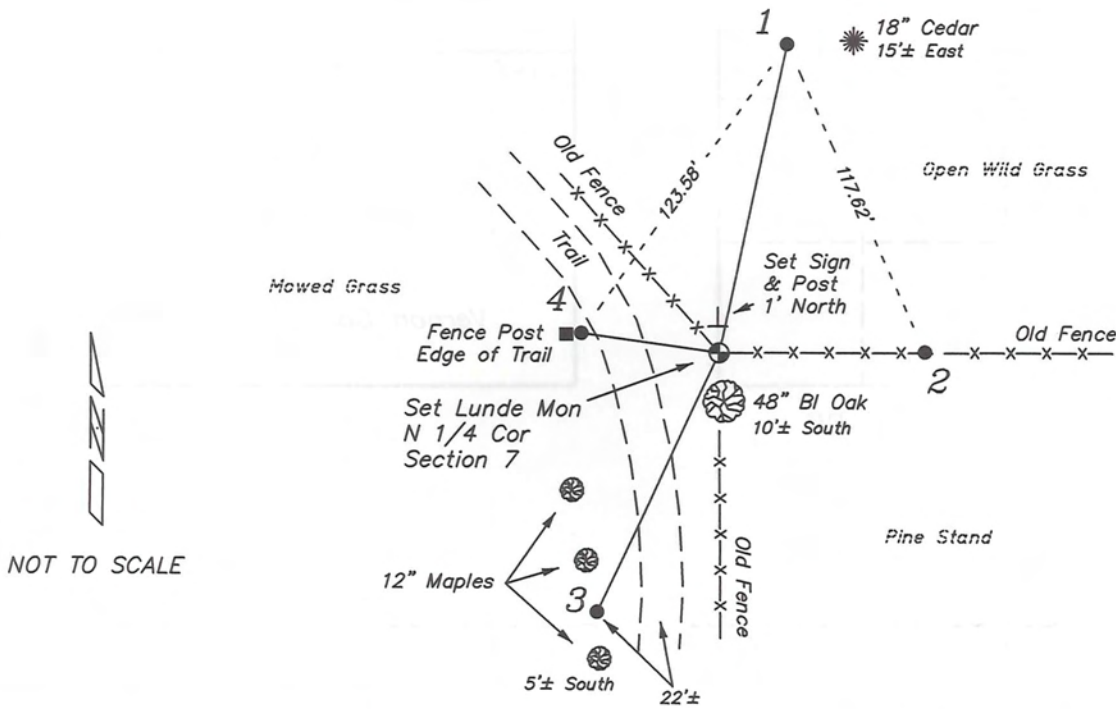 1
18" Cedar
15'± East
Old Fence
123.58'
117.62'
Open Wild Grass
Trail
Set Sign
& Post
1' North
Mowed Grass
4
Fence Post
Edge of Trail
Old Fence
2
Set Lunde Mon
N 1/4 Cor
Section 7
48" Bl Oak
10'± South
N
NOT TO SCALE
Pine Stand
12" Maples
Old Fence
3
5'± South
22'±